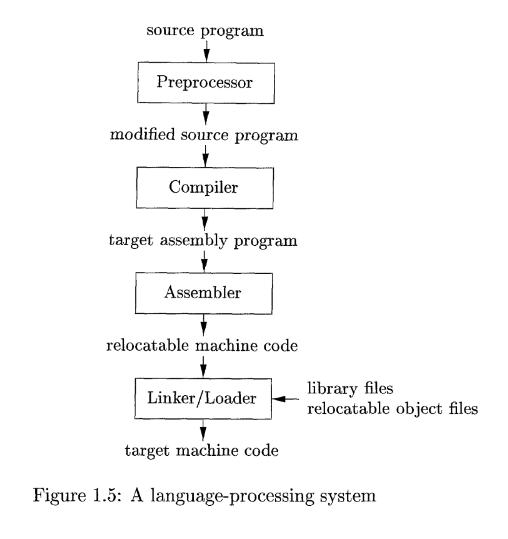 source program
Preprocessor
modified source program
Compiler
target assembly program
Assembler
relocatable machine code
Linker/Loader
library files
relocatable object files
target machine code
Figure 1.5: A language-processing system